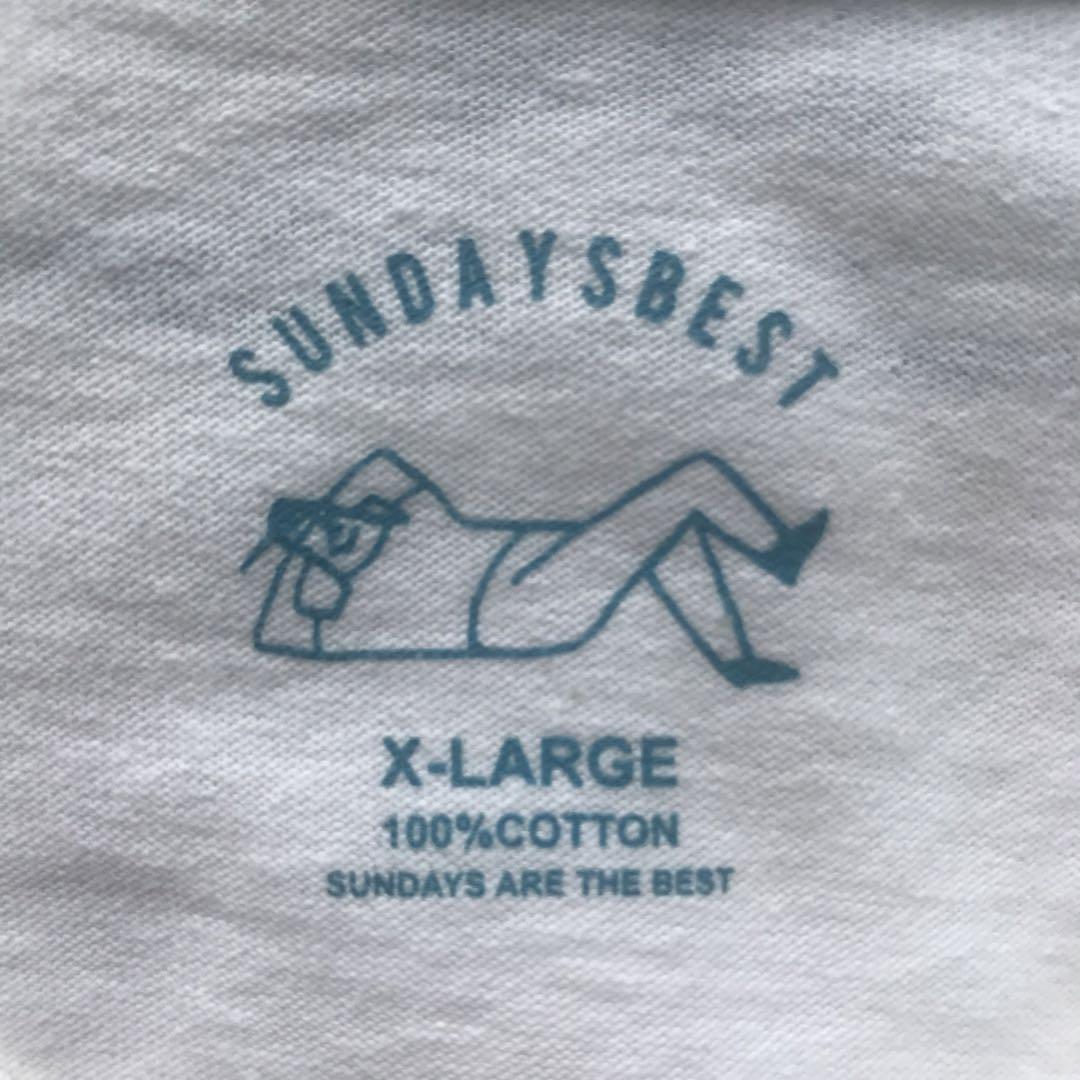 SUNDAYSBEST
X-LARGE
100%COTTON
SUNDAYS ARE THE BEST